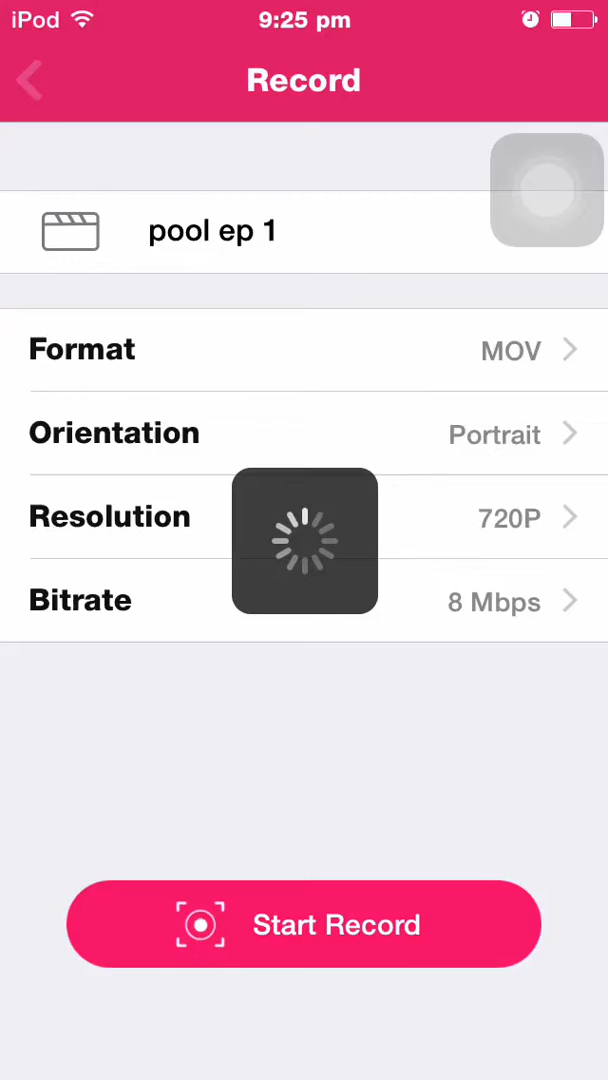 iPod 9:25 pm
Record
pool ep 1
Format MOV
Orientation Portrait
Resolution 720P
Bitrate 8 Mbps
Start Record